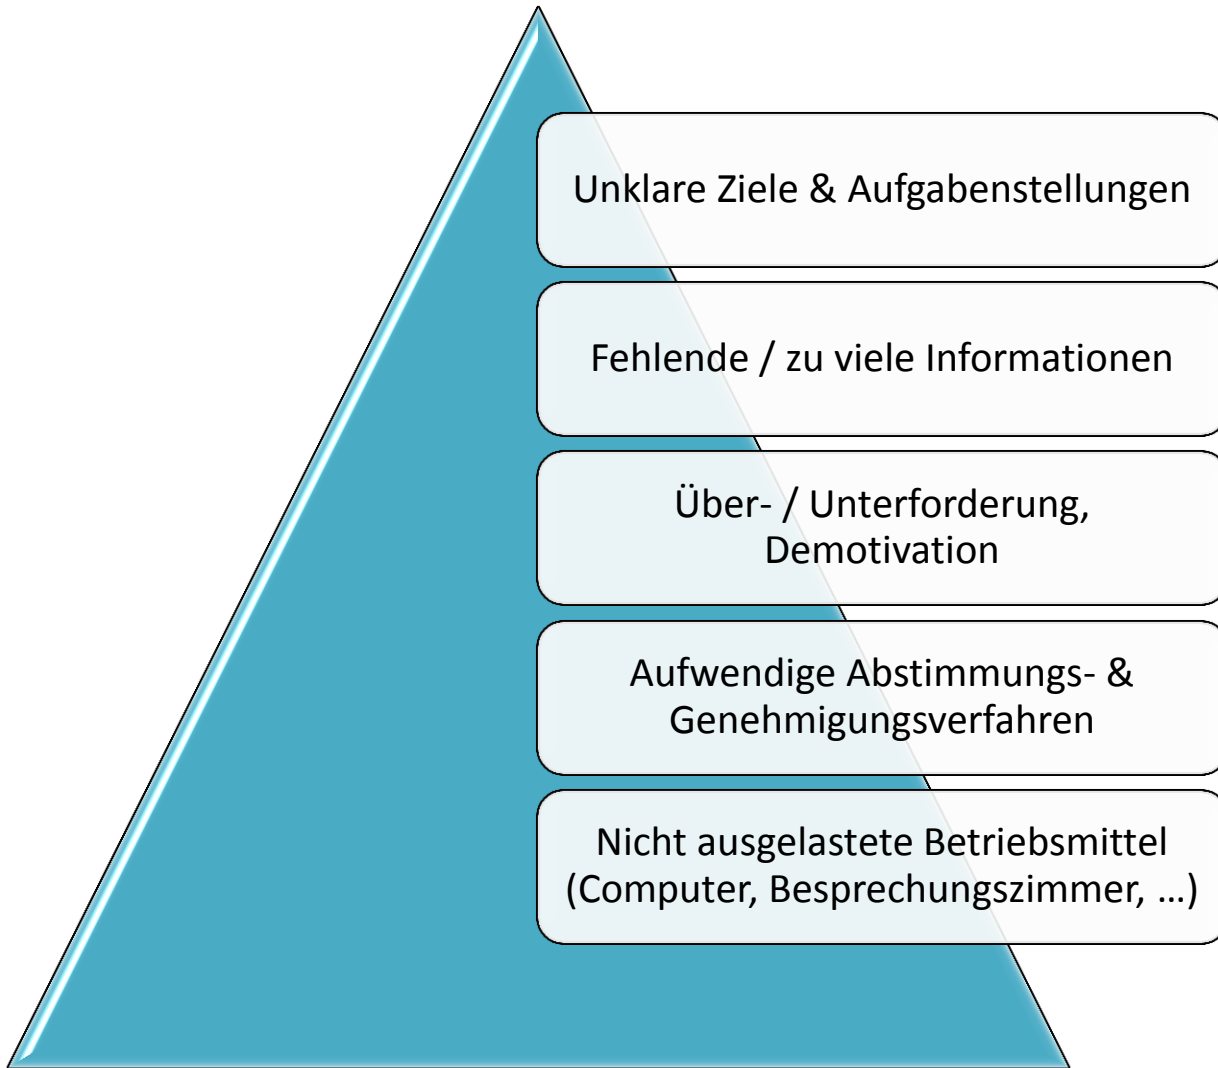 Unklare Ziele & Aufgabenstellungen
Fehlende / zu viele Informationen
Über- / Unterforderung,
Demotivation
Aufwendige Abstimmungs- &
Genehmigungsverfahren
Nicht ausgelastete Betriebsmittel
(Computer, Besprechungszimmer, …)